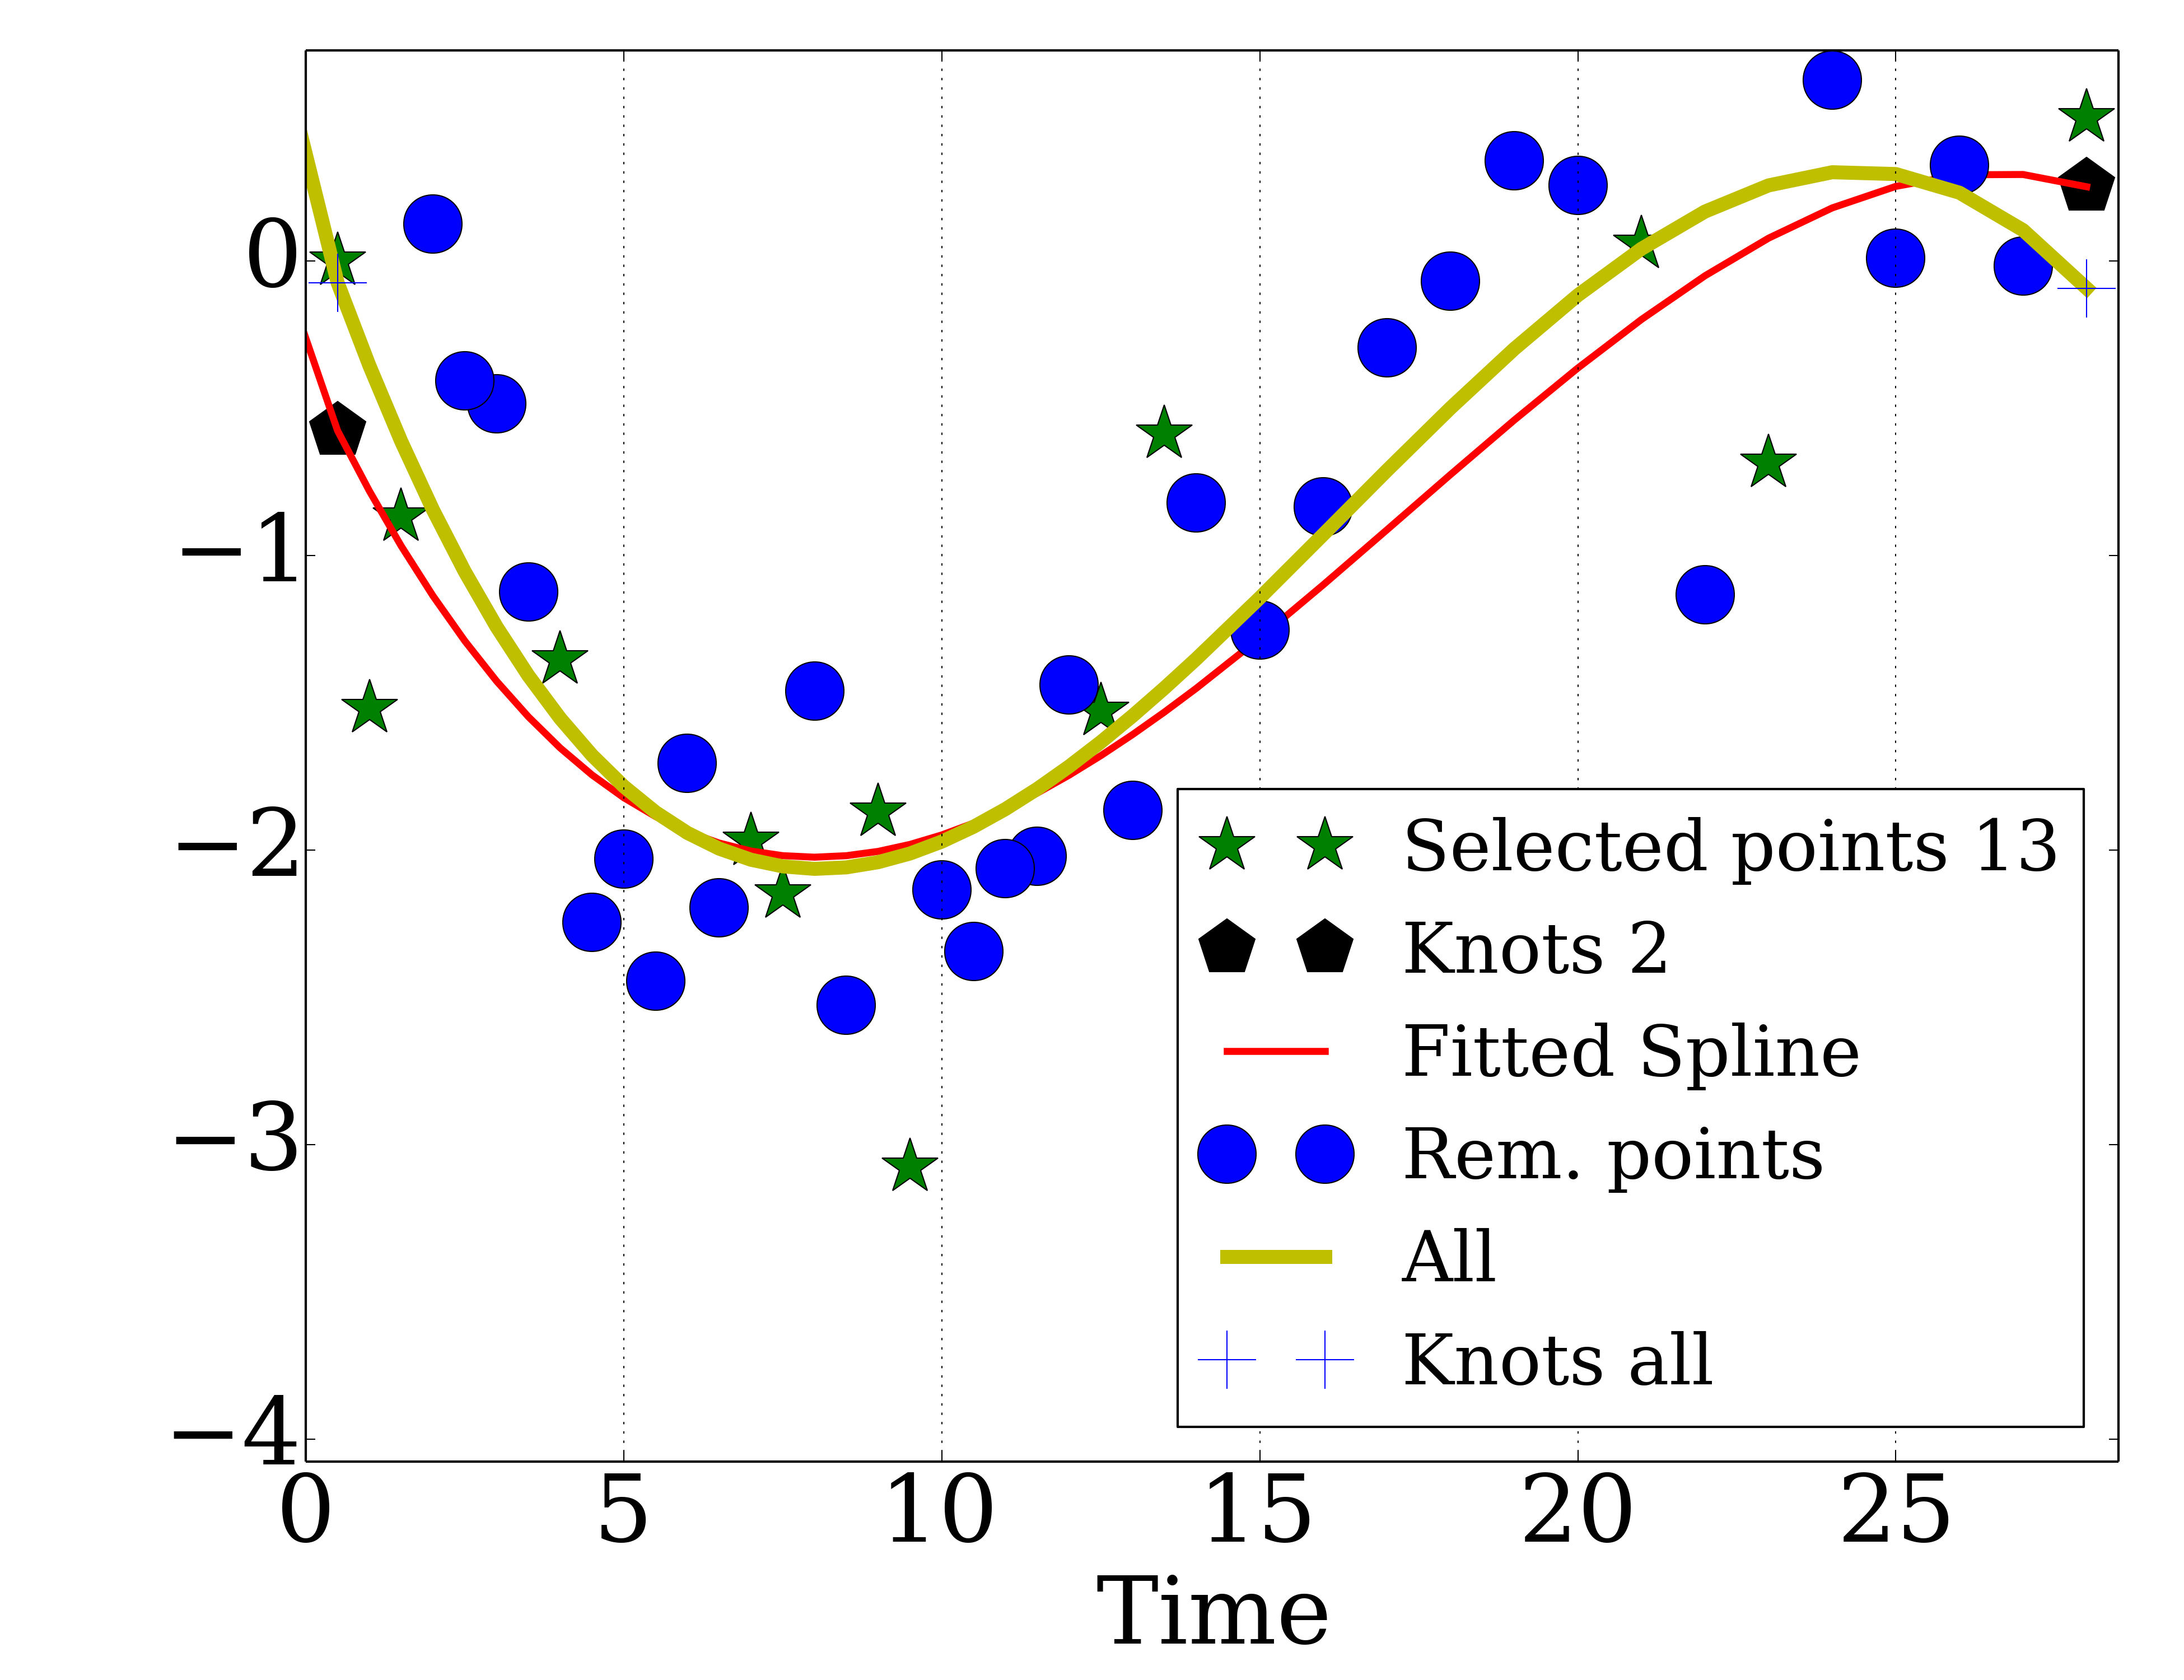 0
−1
−2
−3
−4
0 5 10 15 20 25
Time
Selected points 13
Knots 2
Fitted Spline
Rem. points
All
Knots all